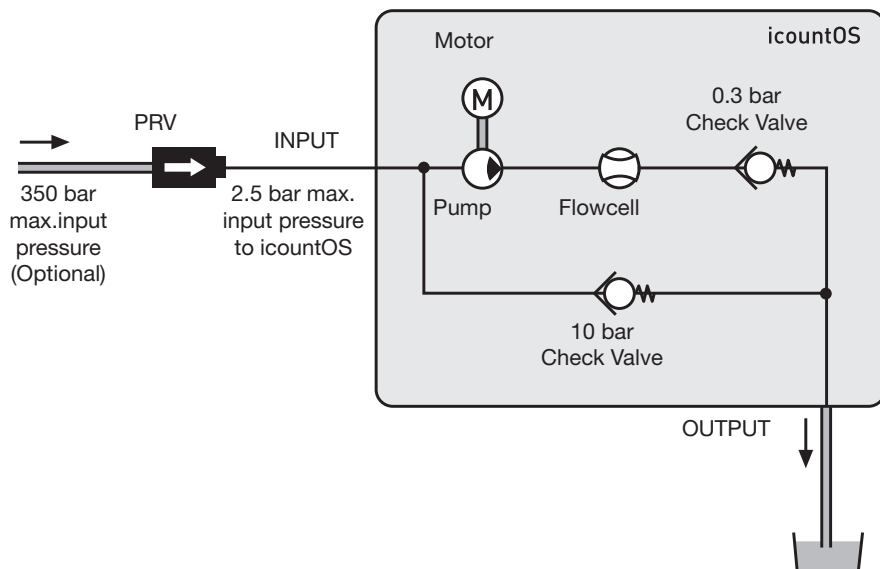 icountOS
Motor
M
0.3 bar
Check Valve
PRV
INPUT
350 bar
max.input
pressure
(Optional)
2.5 bar max.
input pressure
to icountOS
Pump
Flowcell
10 bar
Check Valve
OUTPUT